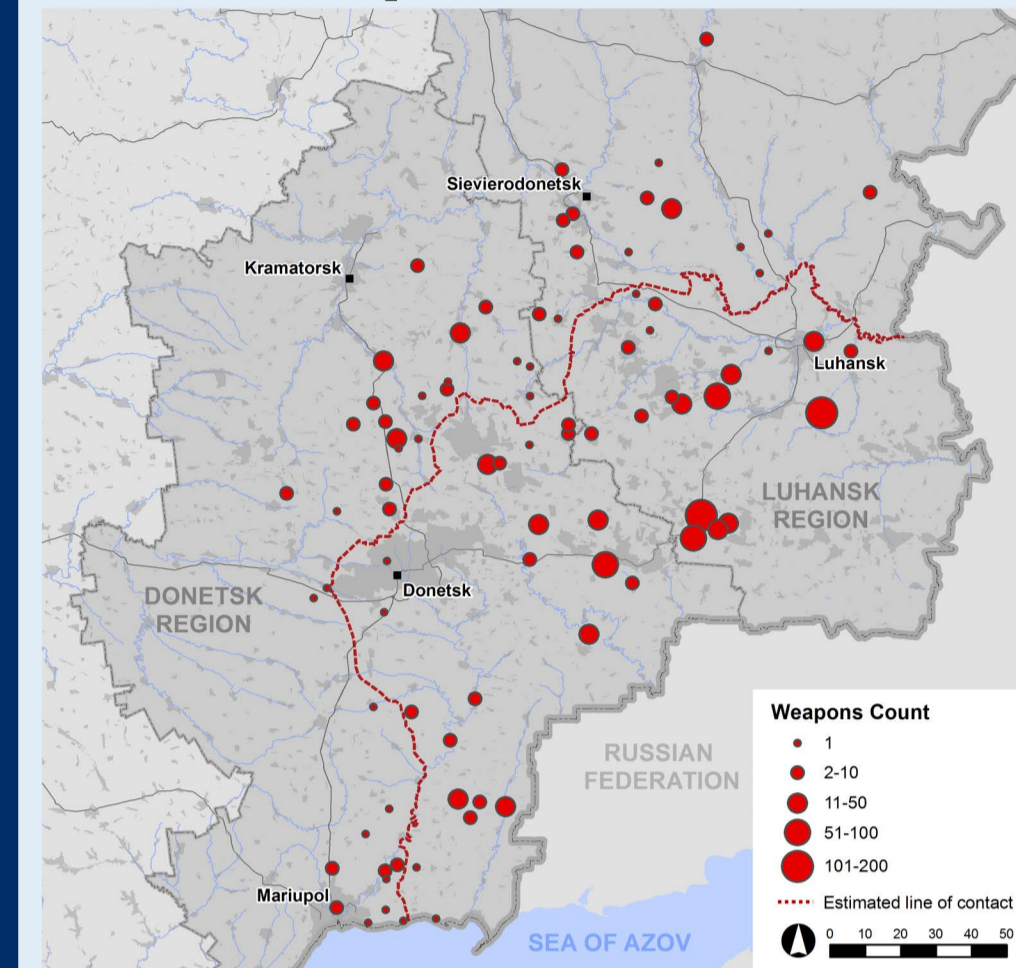 Sievierodonetsk
Kramatorsk
Luhansk
LUHANSK
REGION
DONETSK
REGION
Donetsk
RUSSIAN
FEDERATION
Mariupol
SEA OF AZOV
Weapons Count
1
2-10
11-50
51-100
101-200
Estimated line of contact
0 10 20 30 40 50